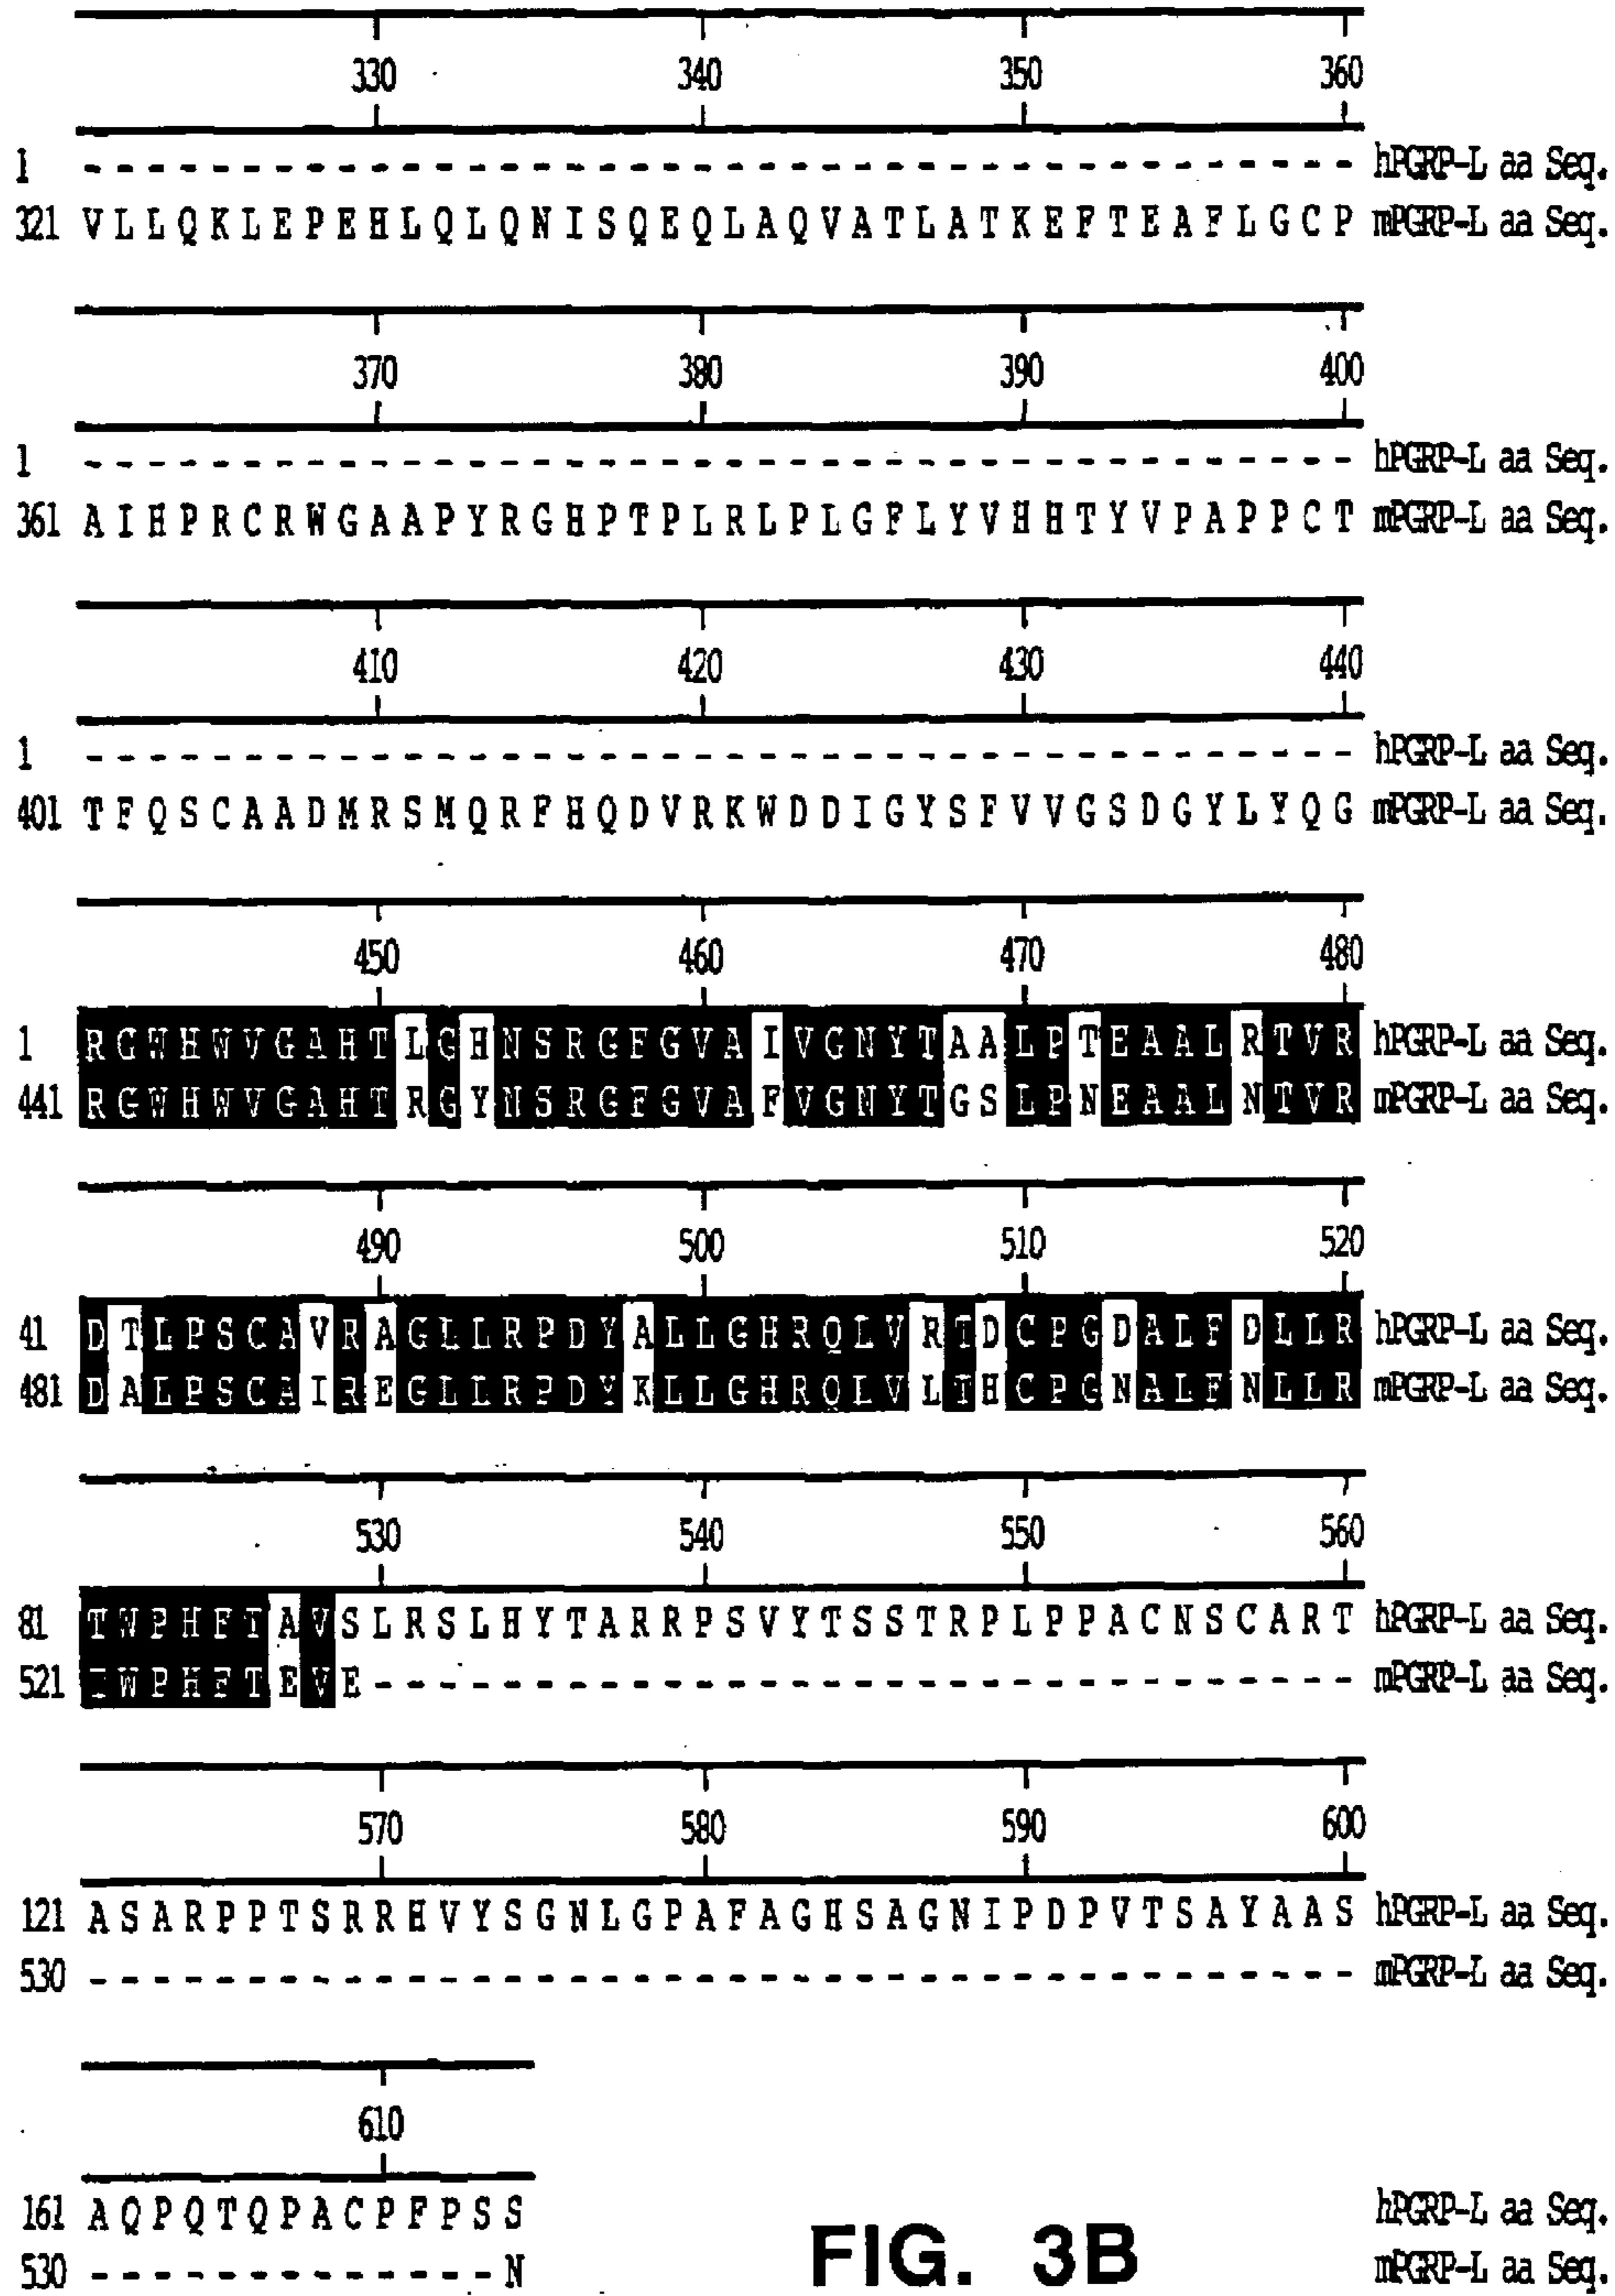 330 340 350 360
1 - - - - - - - - - - - - - - - - - - - - - - - - - - - - - - - - - - - - - - - - hPGRP-L aa Seq.
321 V L L Q K L E P E H L Q L Q N I S Q E Q L A Q V A T L A T K E F T E A F L G C P mPGRP-L aa Seq.
370 380 390 400
1 - - - - - - - - - - - - - - - - - - - - - - - - - - - - - - - - - - - - - - - - hPGRP-L aa Seq.
361 A I H P R C R W G A A P Y R G H P T P L R L P L G F L Y V H H T Y V P A P P C T mPGRP-L aa Seq.
410 420 430 440
1 - - - - - - - - - - - - - - - - - - - - - - - - - - - - - - - - - - - - - - - - hPGRP-L aa Seq.
401 T F Q S C A A D M R S M Q R F H Q D V R K W D D I G Y S F V V G S D G Y L Y Q G mPGRP-L aa Seq.
450 460 470 480
1 R G W H W V G A H T L G H N S R G F G V A I V G N Y T A A L P T E A A L R T V R hPGRP-L aa Seq.
441 R G W H W V G A H T R G Y N S R G F G V A F V G N Y T G S L P N E A A L N T V R mPGRP-L aa Seq.
490 500 510 520
41 D T L P S C A V R A G L L R P D Y A L L G H R Q L V R T D C P G D A L F D L L R hPGRP-L aa Seq.
481 D A L P S C A I R E G L L R P D Y K L L G H R Q L V L T H C P G N A L F N L L R mPGRP-L aa Seq.
530 540 550 560
81 T W P H F T A V S L R S L H Y T A R R P S V Y T S S T R P L P P A C N S C A R T hPGRP-L aa Seq.
521 T W P H F T E V E - - - - - - - - - - - - - - - - - - - - - - - - - - - - - - - mPGRP-L aa Seq.
570 580 590 600
121 A S A R P P T S R R H V Y S G N L G P A F A G H S A G N I P D P V T S A Y A A S hPGRP-L aa Seq.
530 - - - - - - - - - - - - - - - - - - - - - - - - - - - - - - - - - - - - - - - - mPGRP-L aa Seq.
610
161 A Q P Q T Q P A C P F P S S hPGRP-L aa Seq.
530 - - - - - - - - - - - - - N mPGRP-L aa Seq.
FIG. 3B